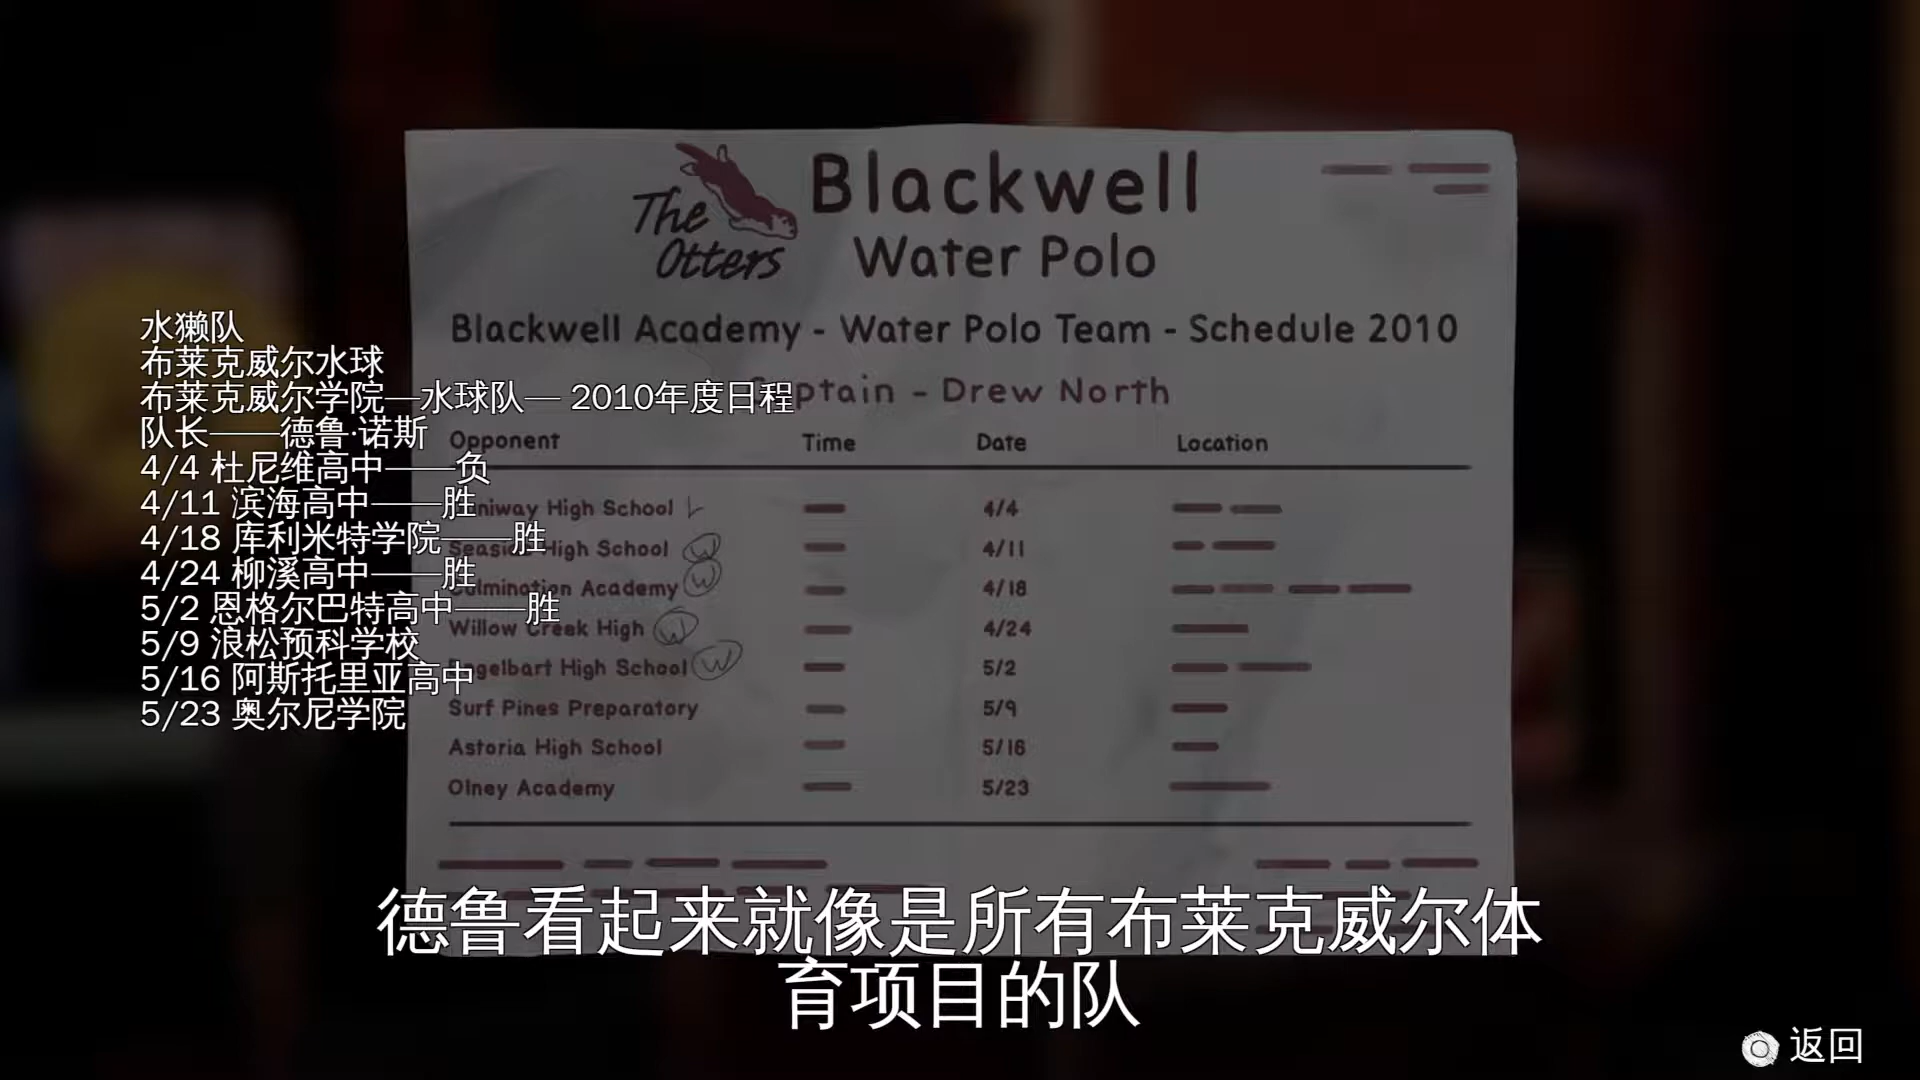 The
Otters
Blackwell
Water Polo
Blackwell Academy - Water Polo Team - Schedule 2010
Drew North
Opponent Time Date Location
High School L 4/4
High School W 4/11
Academy W 4/18
Willow Creek High W 4/24
High School W 5/2
Surf Pines Preparatory 5/9
Astoria High School 5/16
Olney Academy 5/23
水獭队
布莱克威尔水球
布莱克威尔学院—水球队— 2010年度日程
队长——德鲁·诺斯
4/4 杜尼维高中——负
4/11 滨海高中——胜
4/18 库利米特学院——胜
4/24 柳溪高中——胜
5/2 恩格尔巴特高中——胜
5/9 浪松预科学校
5/16 阿斯托里亚高中
5/23 奥尔尼学院
德鲁看起来就像是所有布莱克威尔体
育项目的队
返回